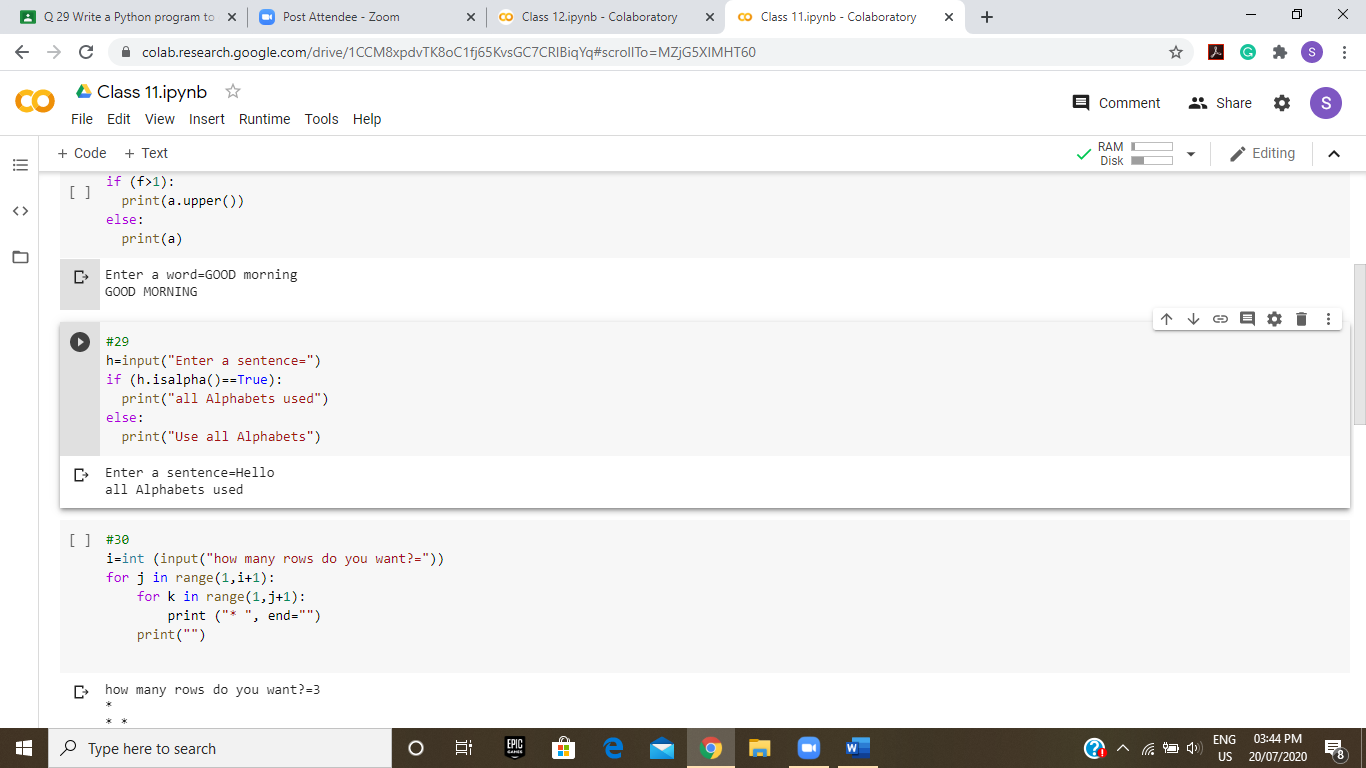 Q 29 Write a Python program to
Post Attendee - Zoom
Class 12.ipynb - Colaboratory
Class 11.ipynb - Colaboratory
colab.research.google.com/drive/1CCM8xpdvTK8oC1fj65KvsGC7CRIBiqYq#scrollTo=MZjG5XlMHT60
S
Class 11.ipynb
Comment
Share
S
File Edit View Insert Runtime Tools Help
+ Code + Text
RAM
Disk
Editing
[ ]
if (f>1):
  print(a.upper())
else:
  print(a)
Enter a word=GOOD morning
GOOD MORNING
#29
h=input("Enter a sentence=")
if (h.isalpha()==True):
  print("all Alphabets used")
else:
  print("Use all Alphabets")
Enter a sentence=Hello
all Alphabets used
[ ] #30
i=int (input("how many rows do you want?="))
for j in range(1,i+1):
    for k in range(1,j+1):
        print ("* ", end="")
    print("")
how many rows do you want?=3
*
* *
Type here to search
EPIC
GAMES
W
ENG
US
03:44 PM
20/07/2020
8